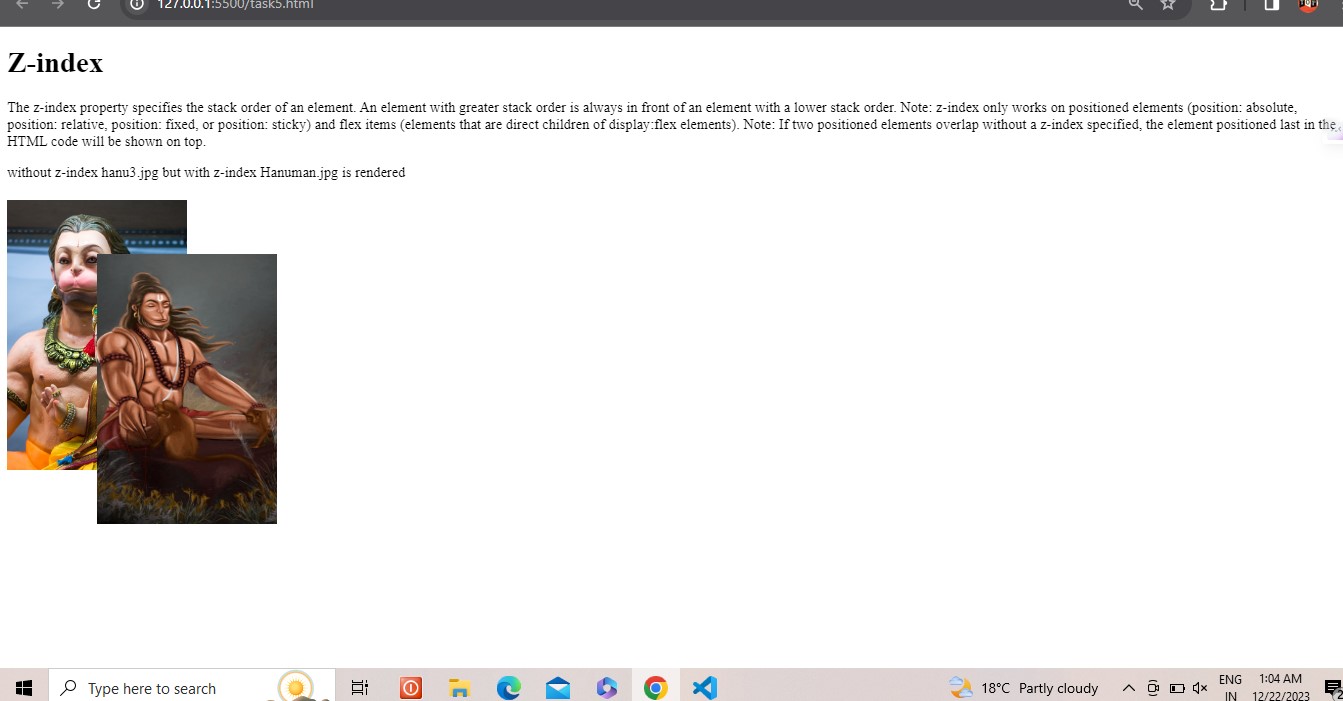 127.0.0.1:5500/task5.html
Z-index
The z-index property specifies the stack order of an element. An element with greater stack order is always in front of an element with a lower stack order. Note: z-index only works on positioned elements (position: absolute,
position: relative, position: fixed, or position: sticky) and flex items (elements that are direct children of display:flex elements). Note: If two positioned elements overlap without a z-index specified, the element positioned last in the
HTML code will be shown on top.
without z-index hanu3.jpg but with z-index Hanuman.jpg is rendered
Type here to search
18°C Partly cloudy
ENG
IN
1:04 AM
12/22/2023
2